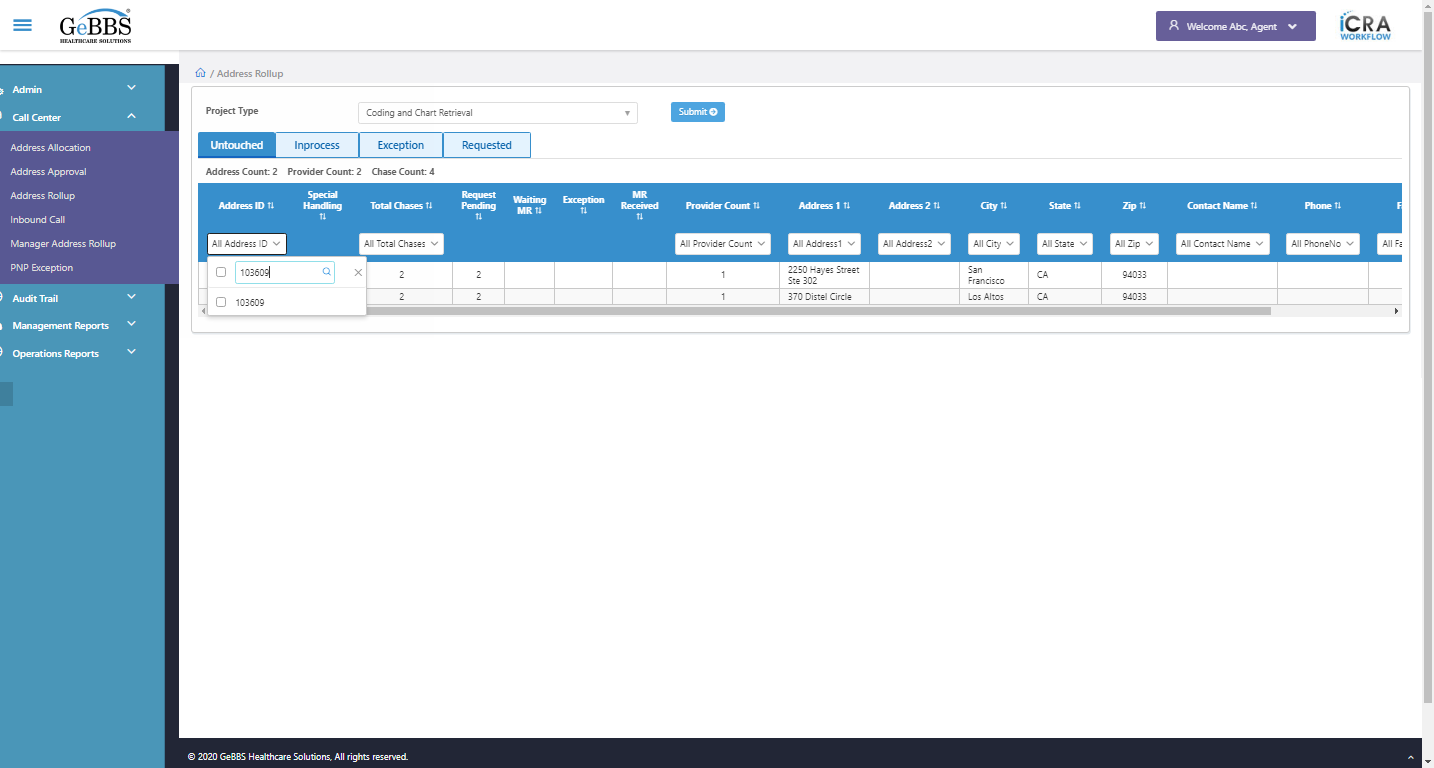 GeBBS®
HEALTHCARE SOLUTIONS
Welcome Abc, Agent
iCRA
WORKFLOW
Admin
Call Center
Address Allocation
Address Approval
Address Rollup
Inbound Call
Manager Address Rollup
PNP Exception
Audit Trail
Management Reports
Operations Reports
/ Address Rollup
Project Type
Coding and Chart Retrieval
Submit
Untouched Inprocess Exception Requested
Address Count: 2 Provider Count: 2 Chase Count: 4
Address ID Special Handling Total Chases Request Pending Waiting MR Exception MR Received Provider Count Address 1 Address 2 City State Zip Contact Name Phone F
All Address ID All Total Chases All Provider Count All Address1 All Address2 All City All State All Zip All Contact Name All PhoneNo All Fa
103609
103609
2 2 1 2250 Hayes Street Ste 302 San Francisco CA 94033
2 2 1 370 Distel Circle Los Altos CA 94033
© 2020 GeBBS Healthcare Solutions, All rights reserved.